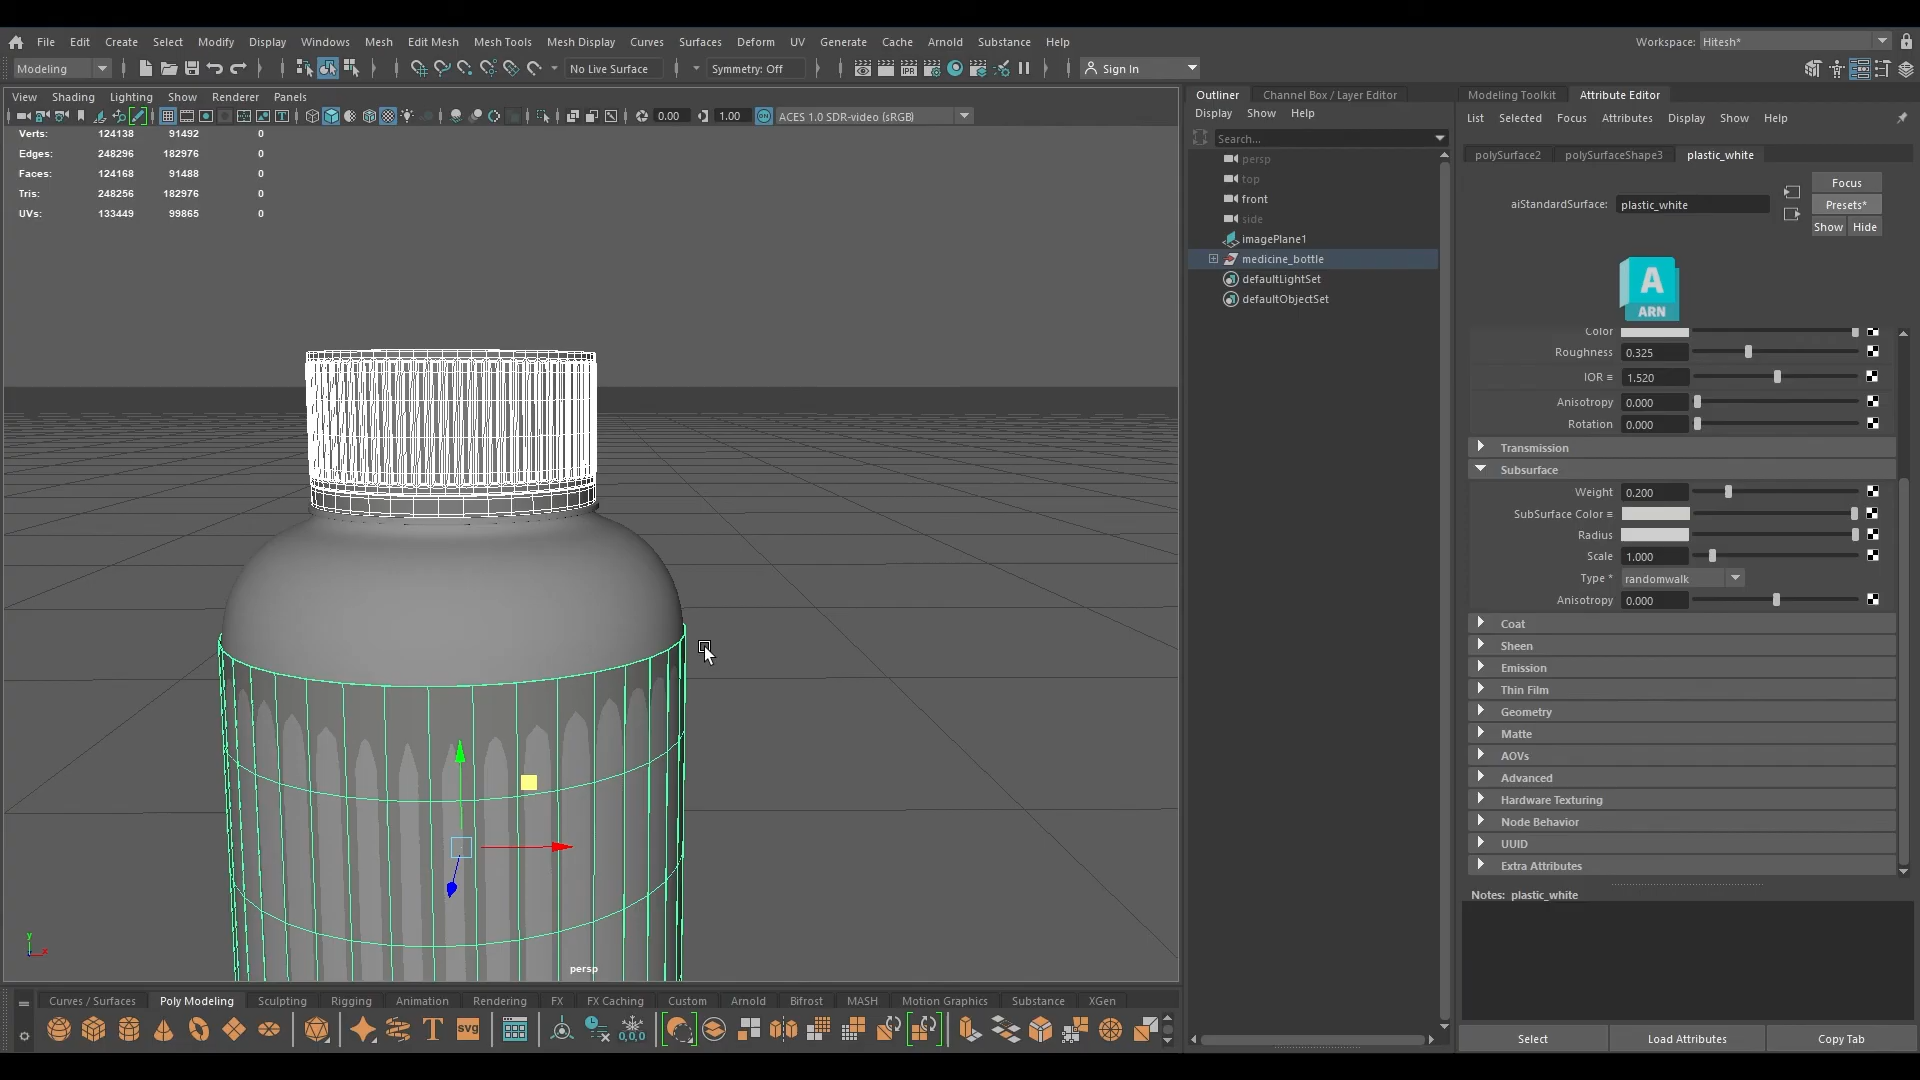 File Edit Create Select Modify Display Windows Mesh Edit Mesh Mesh Tools Mesh Display Curves Surfaces Deform UV Generate Cache Arnold Substance Help Workspace: Hitesh*
Modeling No Live Surface Symmetry: Off IPR Sign In
View Shading Lighting Show Renderer Panels
0.00 1.00 ON ACES 1.0 SDR-video (sRGB)
Verts: 124138 91492 0
Edges: 248296 182976 0
Faces: 124168 91488 0
Tris: 248256 182976 0
UVs: 133449 99865 0
y
x
persp
Outliner Channel Box / Layer Editor
Display Show Help
Search...
persp
top
front
side
imagePlane1
medicine_bottle
defaultLightSet
defaultObjectSet
Modeling Toolkit Attribute Editor
List Selected Focus Attributes Display Show Help
polySurface2 polySurfaceShape3 plastic_white
aiStandardSurface: plastic_white
Focus
Presets*
Show Hide
A
ARN
Color
Roughness 0.325
IOR 1.520
Anisotropy 0.000
Rotation 0.000
Transmission
Subsurface
Weight 0.200
SubSurface Color
Radius
Scale 1.000
Type * randomwalk
Anisotropy 0.000
Coat
Sheen
Emission
Thin Film
Geometry
Matte
AOVs
Advanced
Hardware Texturing
Node Behavior
UUID
Extra Attributes
Notes: plastic_white
Select Load Attributes Copy Tab
Curves / Surfaces Poly Modeling Sculpting Rigging Animation Rendering FX FX Caching Custom Arnold Bifrost MASH Motion Graphics Substance XGen
T SVG 0,0,0